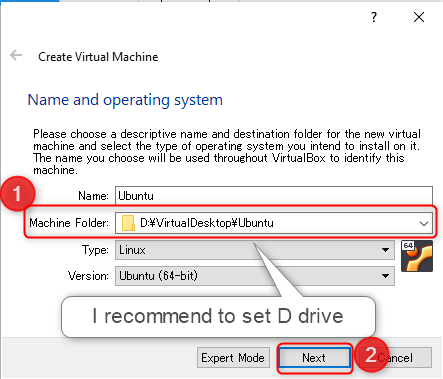 ?
Create Virtual Machine
Name and operating system
Please choose a descriptive name and destination folder for the new virtual
machine and select the type of operating system you intend to install on it.
The name you choose will be used throughout VirtualBox to identify this
machine.
1
Name: Ubuntu
Machine Folder: D:¥VirtualDesktop¥Ubuntu
64
Type: Linux
Version: Ubuntu (64-bit)
I recommend to set D drive
Expert Mode Next 2 Cancel